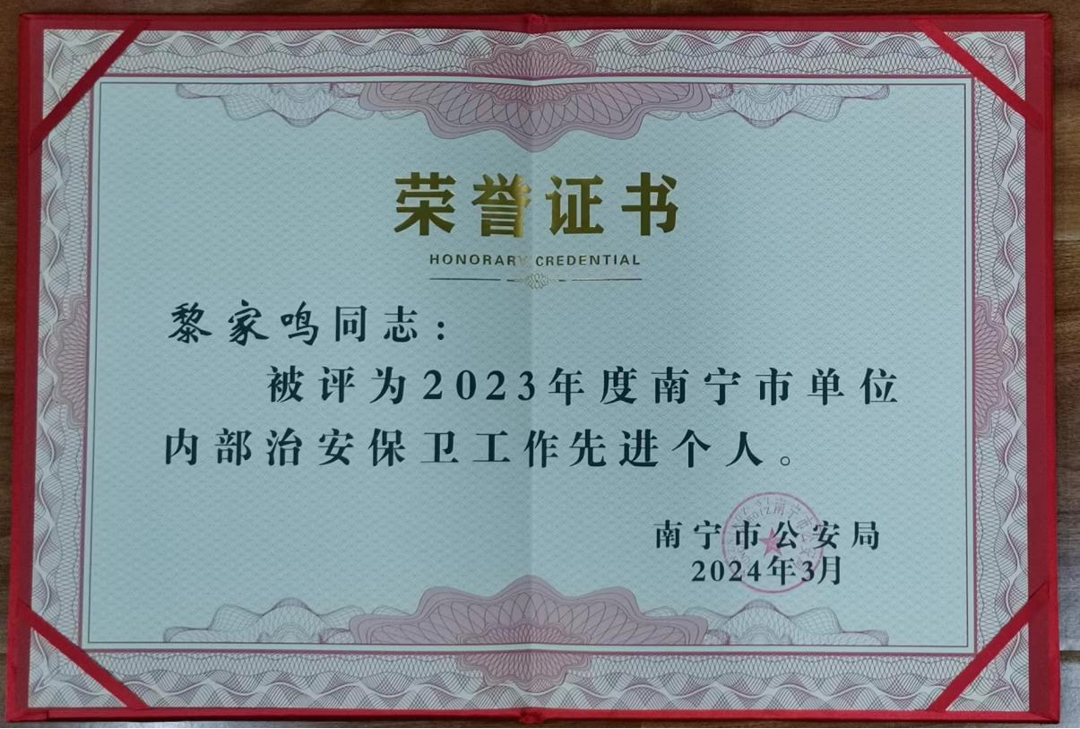 荣誉证书
HONORARY CREDENTIAL
黎家鸣同志：
被评为2023年度南宁市单位
内部治安保卫工作先进个人。
南宁市公安局
2024年3月